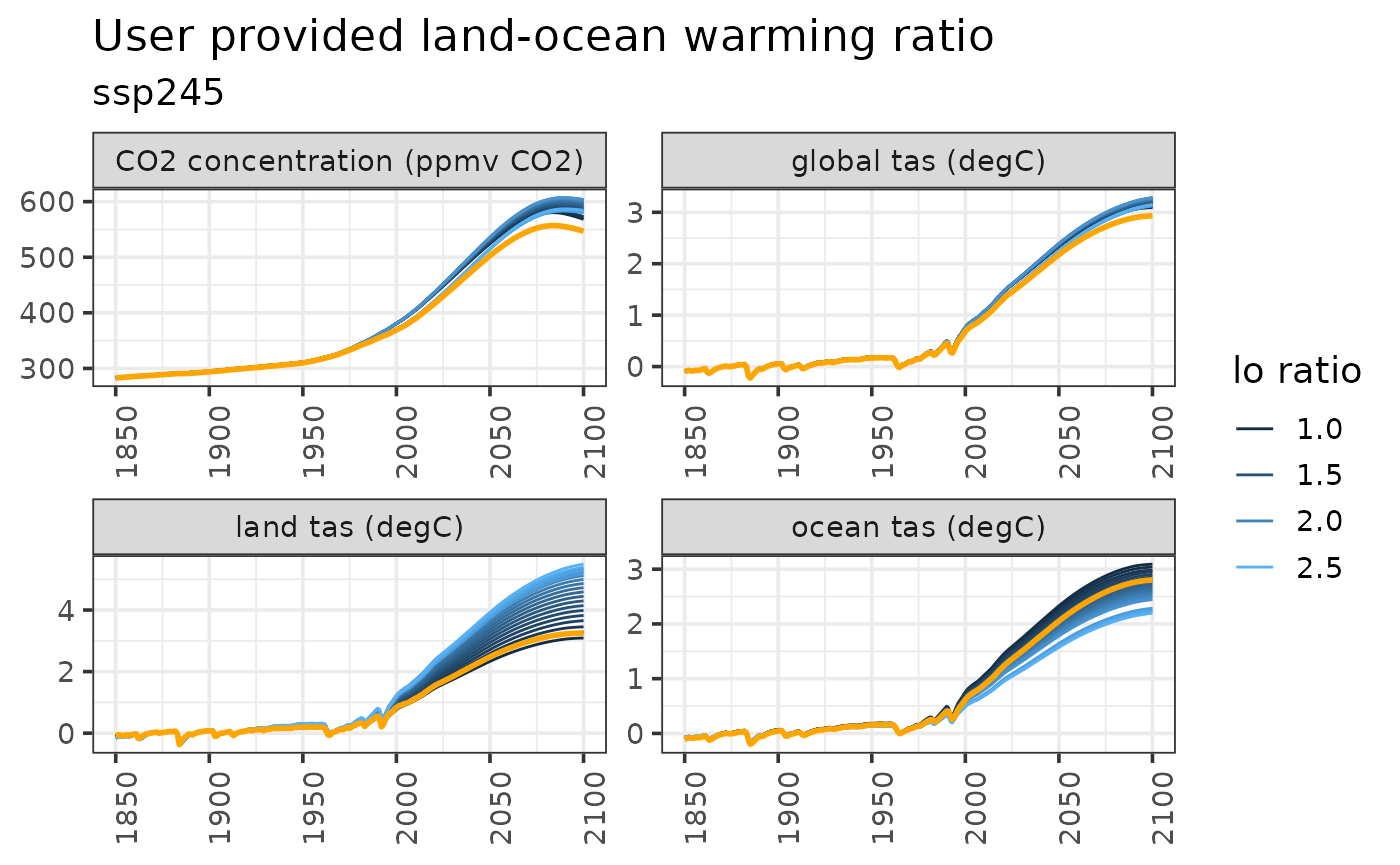 User provided land-ocean warming ratio
ssp245
CO2 concentration (ppmv CO2)
global tas (degC)
600
500
400
300
3
2
1
0
1850 1900 1950 2000 2050 2100
1850 1900 1950 2000 2050 2100
lo ratio
1.0
1.5
2.0
2.5
land tas (degC)
ocean tas (degC)
4
2
0
3
2
1
0
1850 1900 1950 2000 2050 2100
1850 1900 1950 2000 2050 2100